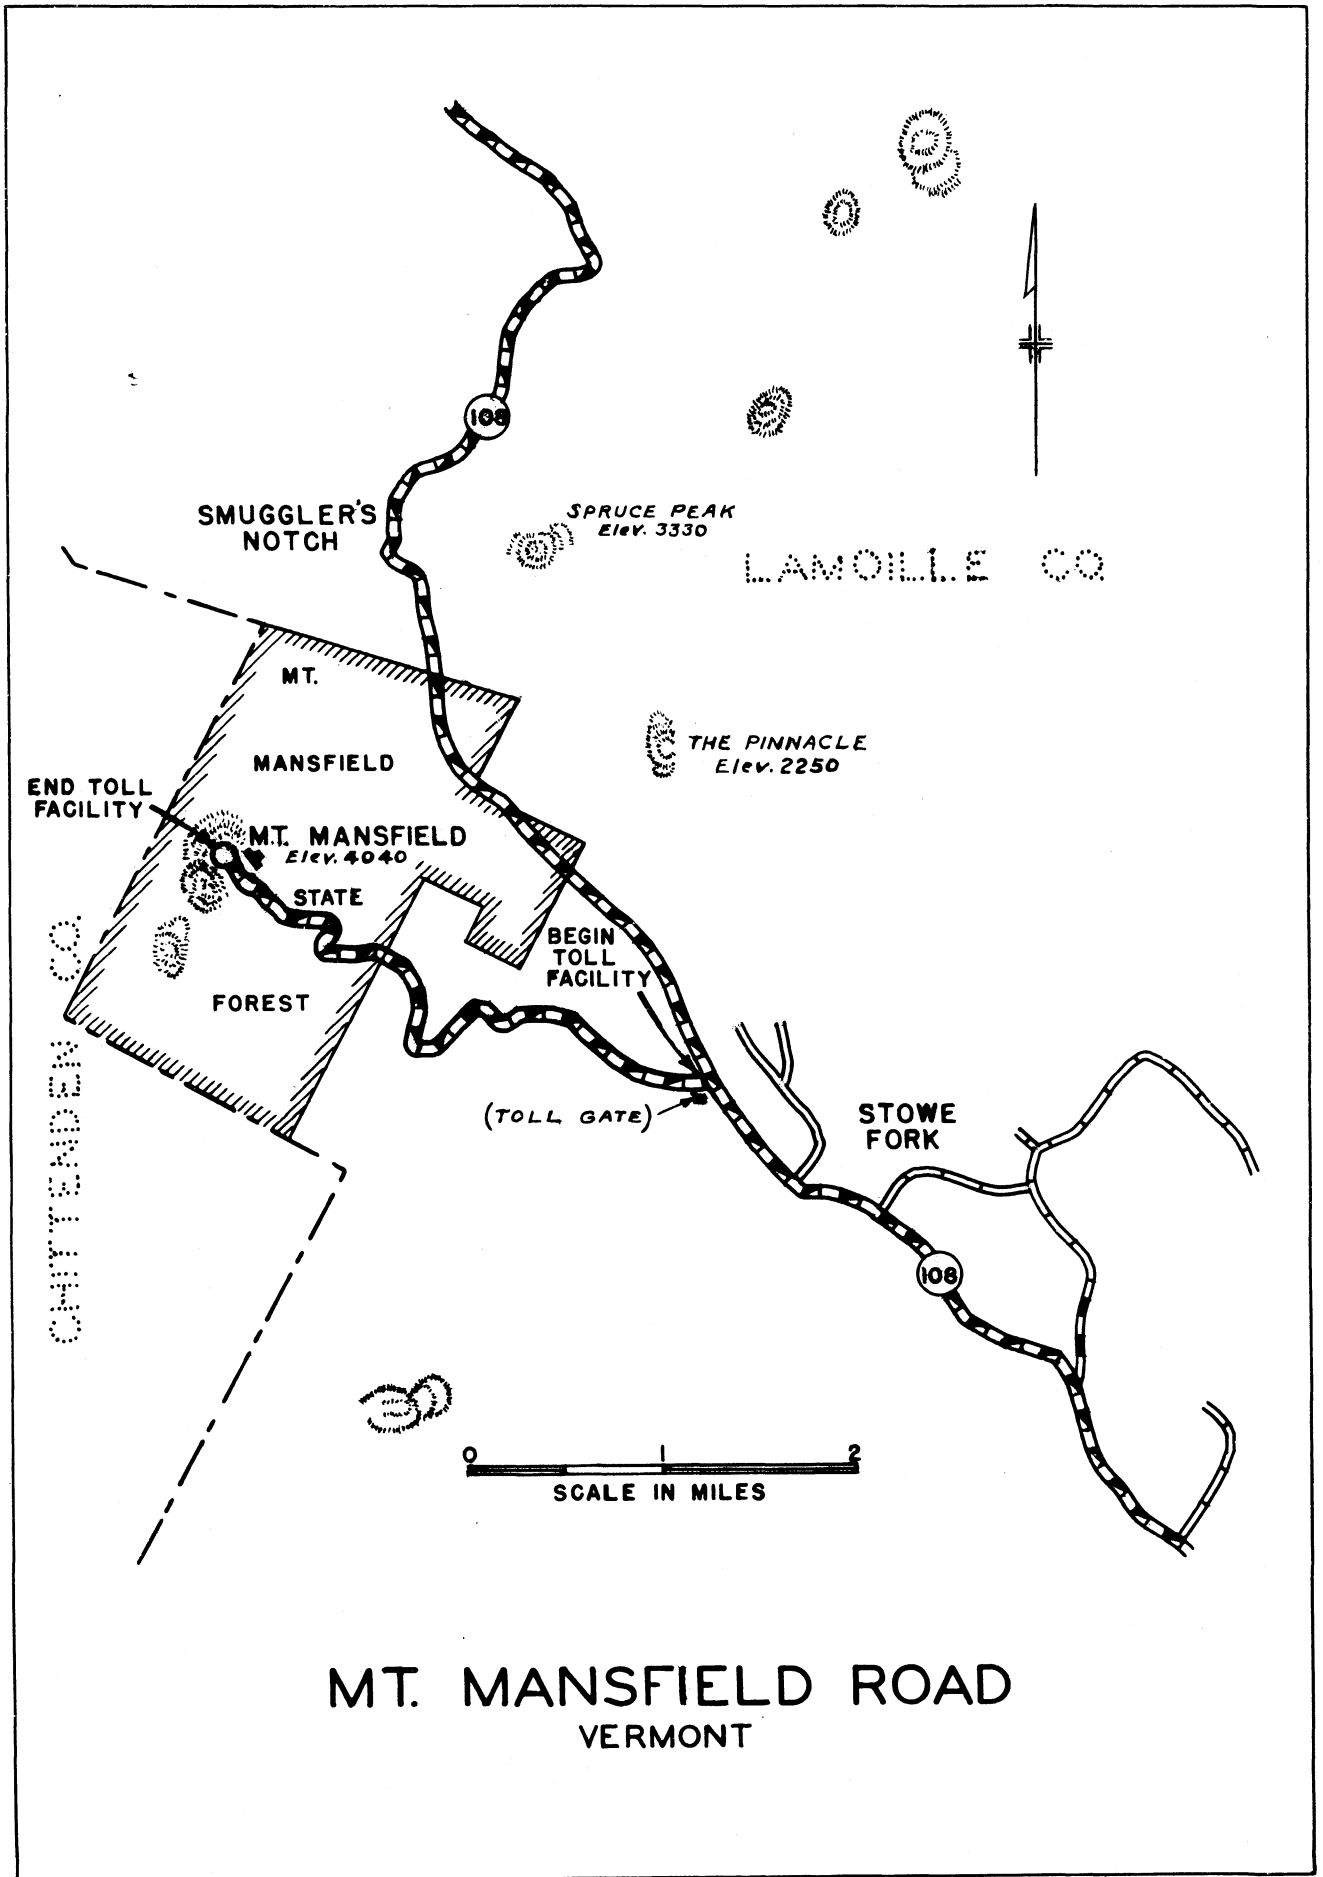 108
SMUGGLER'S
NOTCH
SPRUCE PEAK
Elev. 3330
LAMOILLE CO.
MT.
MANSFIELD
THE PINNACLE
Elev. 2250
END TOLL
FACILITY
MT. MANSFIELD
Elev. 4040
STATE
FOREST
BEGIN
TOLL
FACILITY
CHITTENDEN CO.
(TOLL GATE)
STOWE
FORK
108
0 1 2
SCALE IN MILES
MT. MANSFIELD ROAD
VERMONT